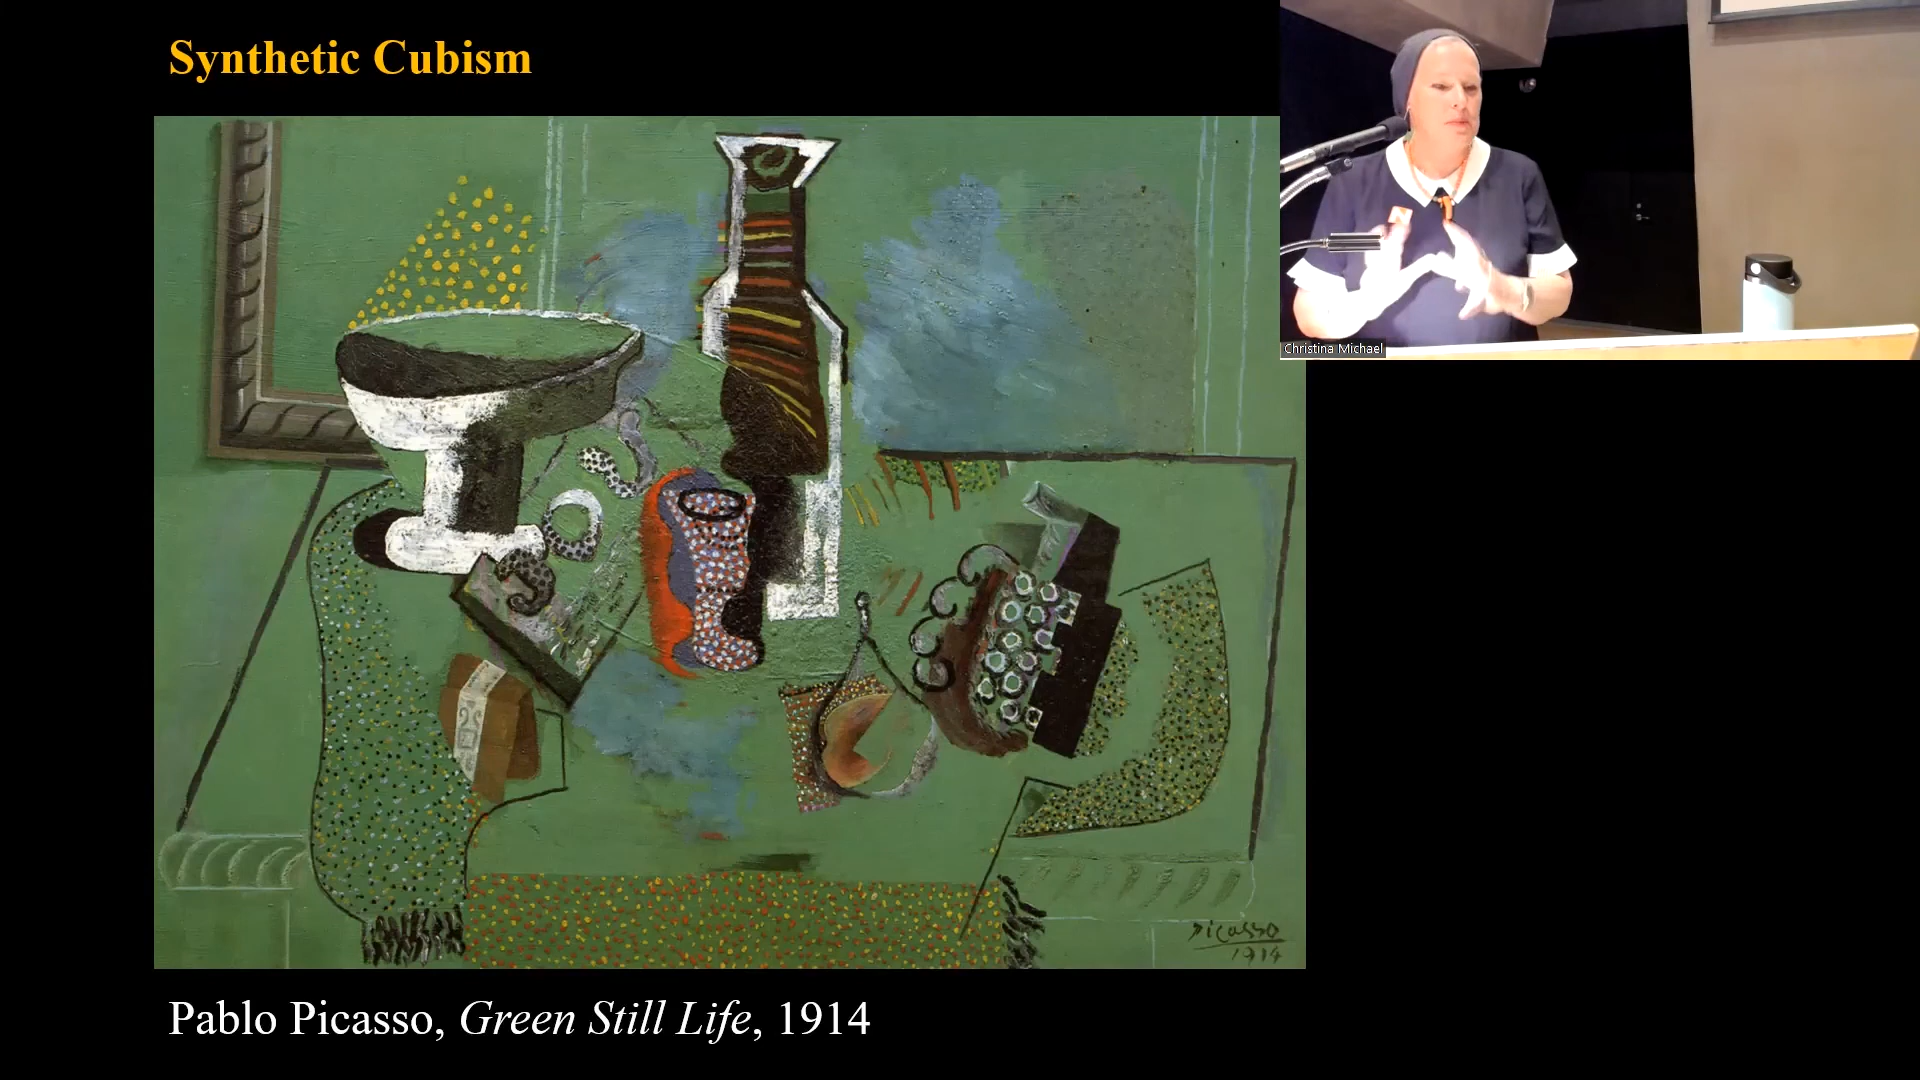 Synthetic Cubism
Christina Michael
Picasso
1914
Pablo Picasso, Green Still Life, 1914